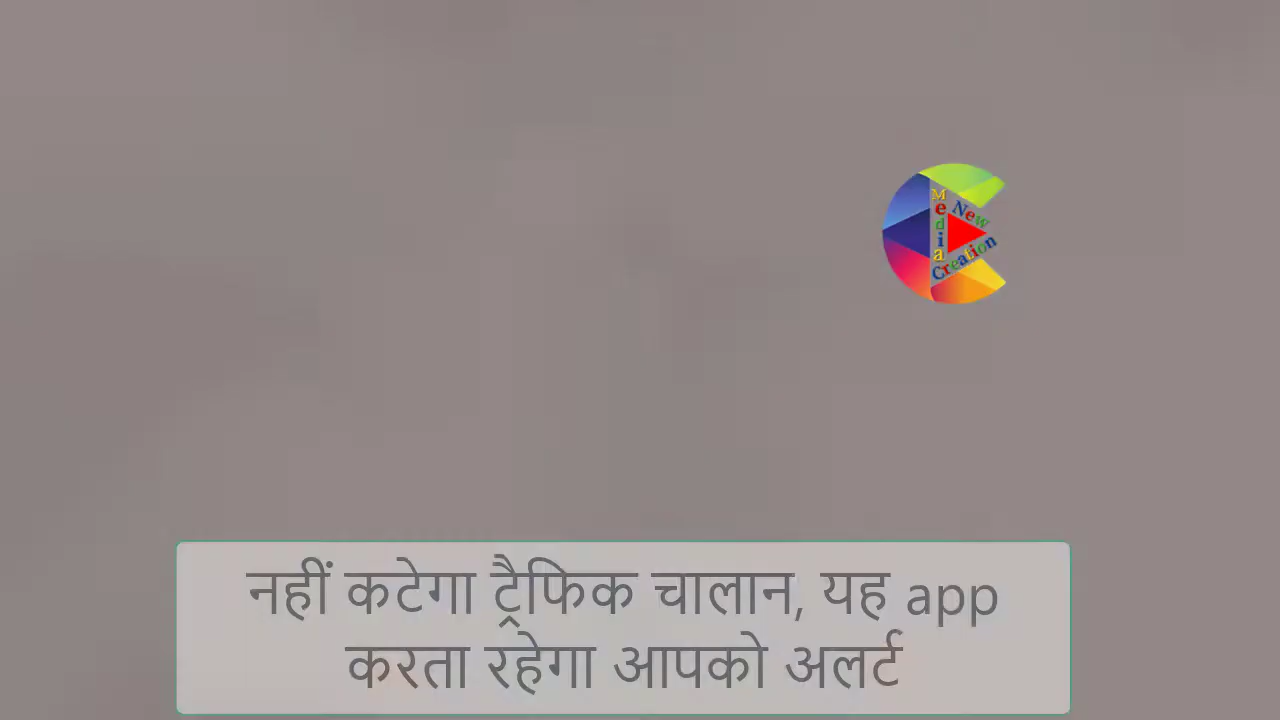 Media
New
Creation
नहीं कटेगा ट्रैफिक चालान, यह app
करता रहेगा आपको अलर्ट